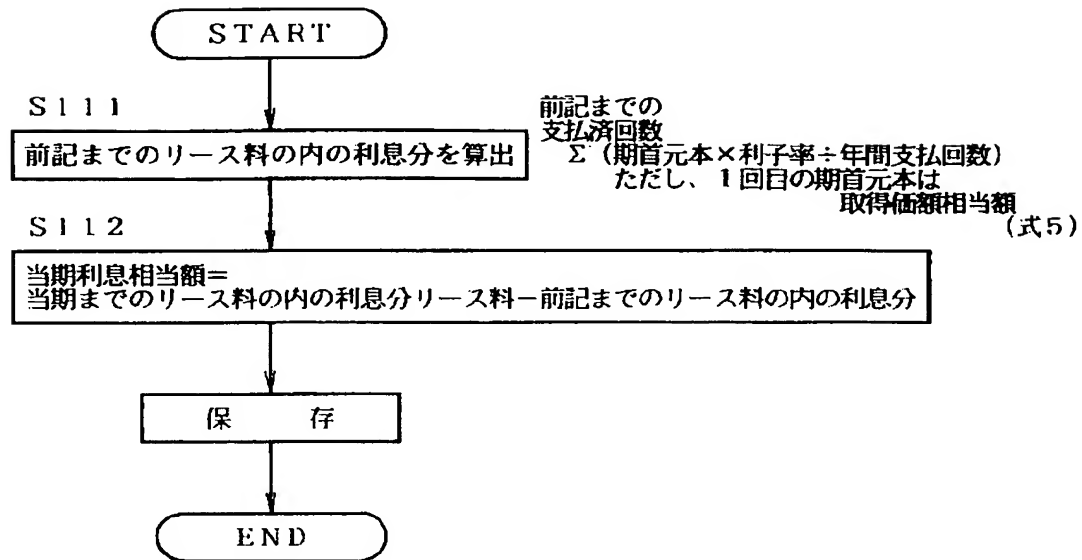 START
S111
前記までのリース料の内の利息分を算出
前記までの
支払済回数
Σ（期首元本×利子率÷年間支払回数）
ただし、1回目の期首元本は
取得価額相当額
（式5）
S112
当期利息相当額＝
当期までのリース料の内の利息分リース料－前記までのリース料の内の利息分
保存
END